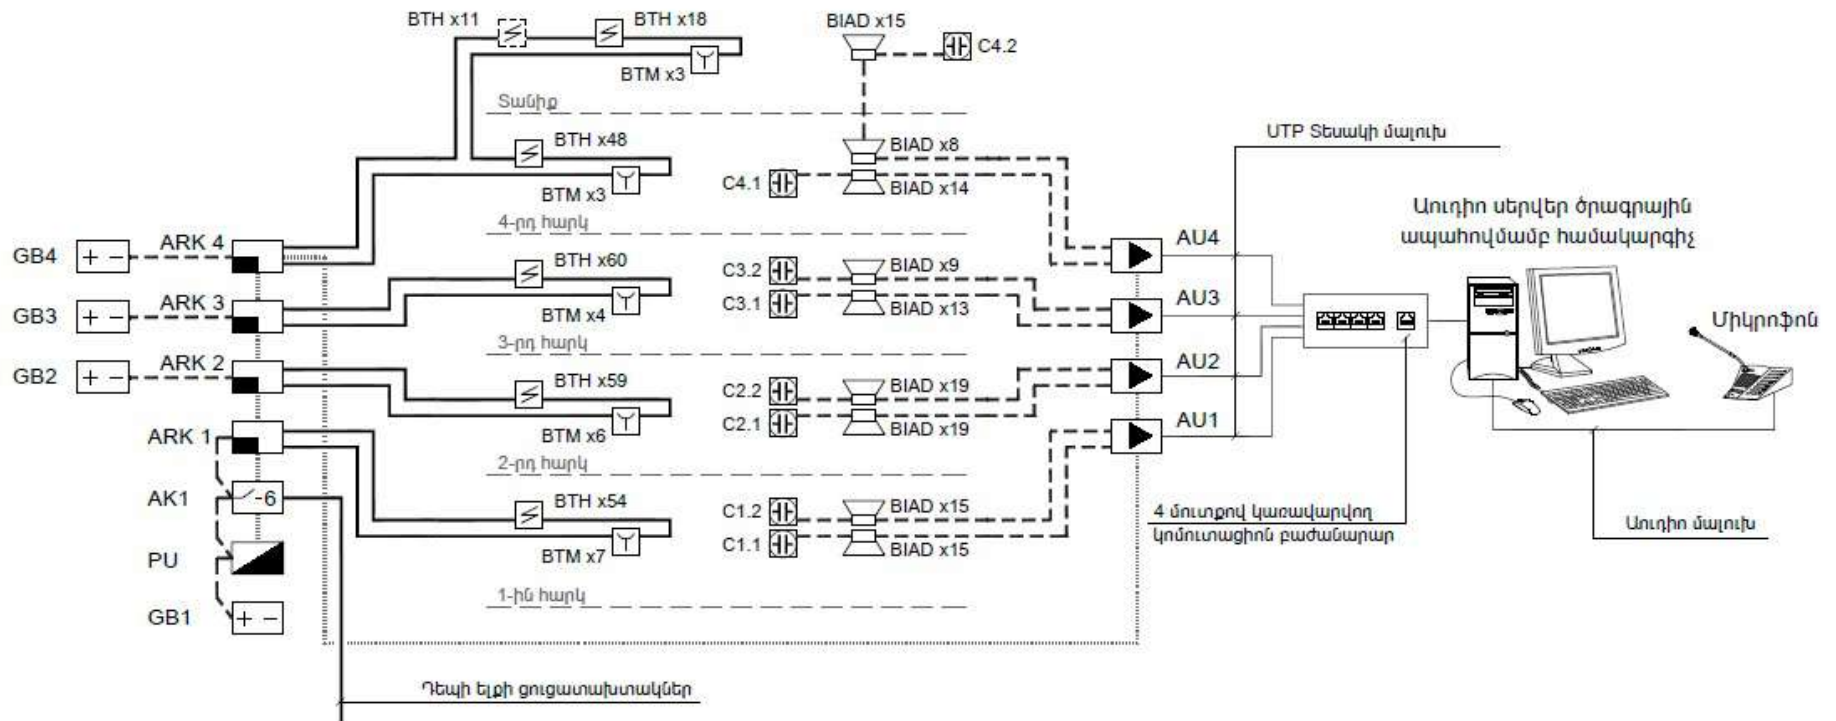 BTH x11
BTH x18
BTM x3
BIAD x15
C4.2
Տանիք
BTH x48
BTM x3
BIAD x8
C4.1
BIAD x14
4-րդ հարկ
UTP Տեսակի մալուխ
Աուդիո սերվեր ծրագրային
ապահովմամբ համակարգիչ
GB4
ARK 4
AU4
BTH x60
BTM x4
C3.2
C3.1
BIAD x9
BIAD x13
3-րդ հարկ
GB3
ARK 3
AU3
Միկրոֆոն
GB2
ARK 2
AU2
BTH x59
BTM x6
C2.2
C2.1
BIAD x19
BIAD x19
2-րդ հարկ
ARK 1
AU1
AK1
6
BTH x54
BTM x7
C1.2
C1.1
BIAD x15
BIAD x15
1-ին հարկ
4 մուտքով կառավարվող
կոմուտացիոն բաժանարար
Աուդիո մալուխ
PU
GB1
Դեպի ելքի ցուցատախտակներ